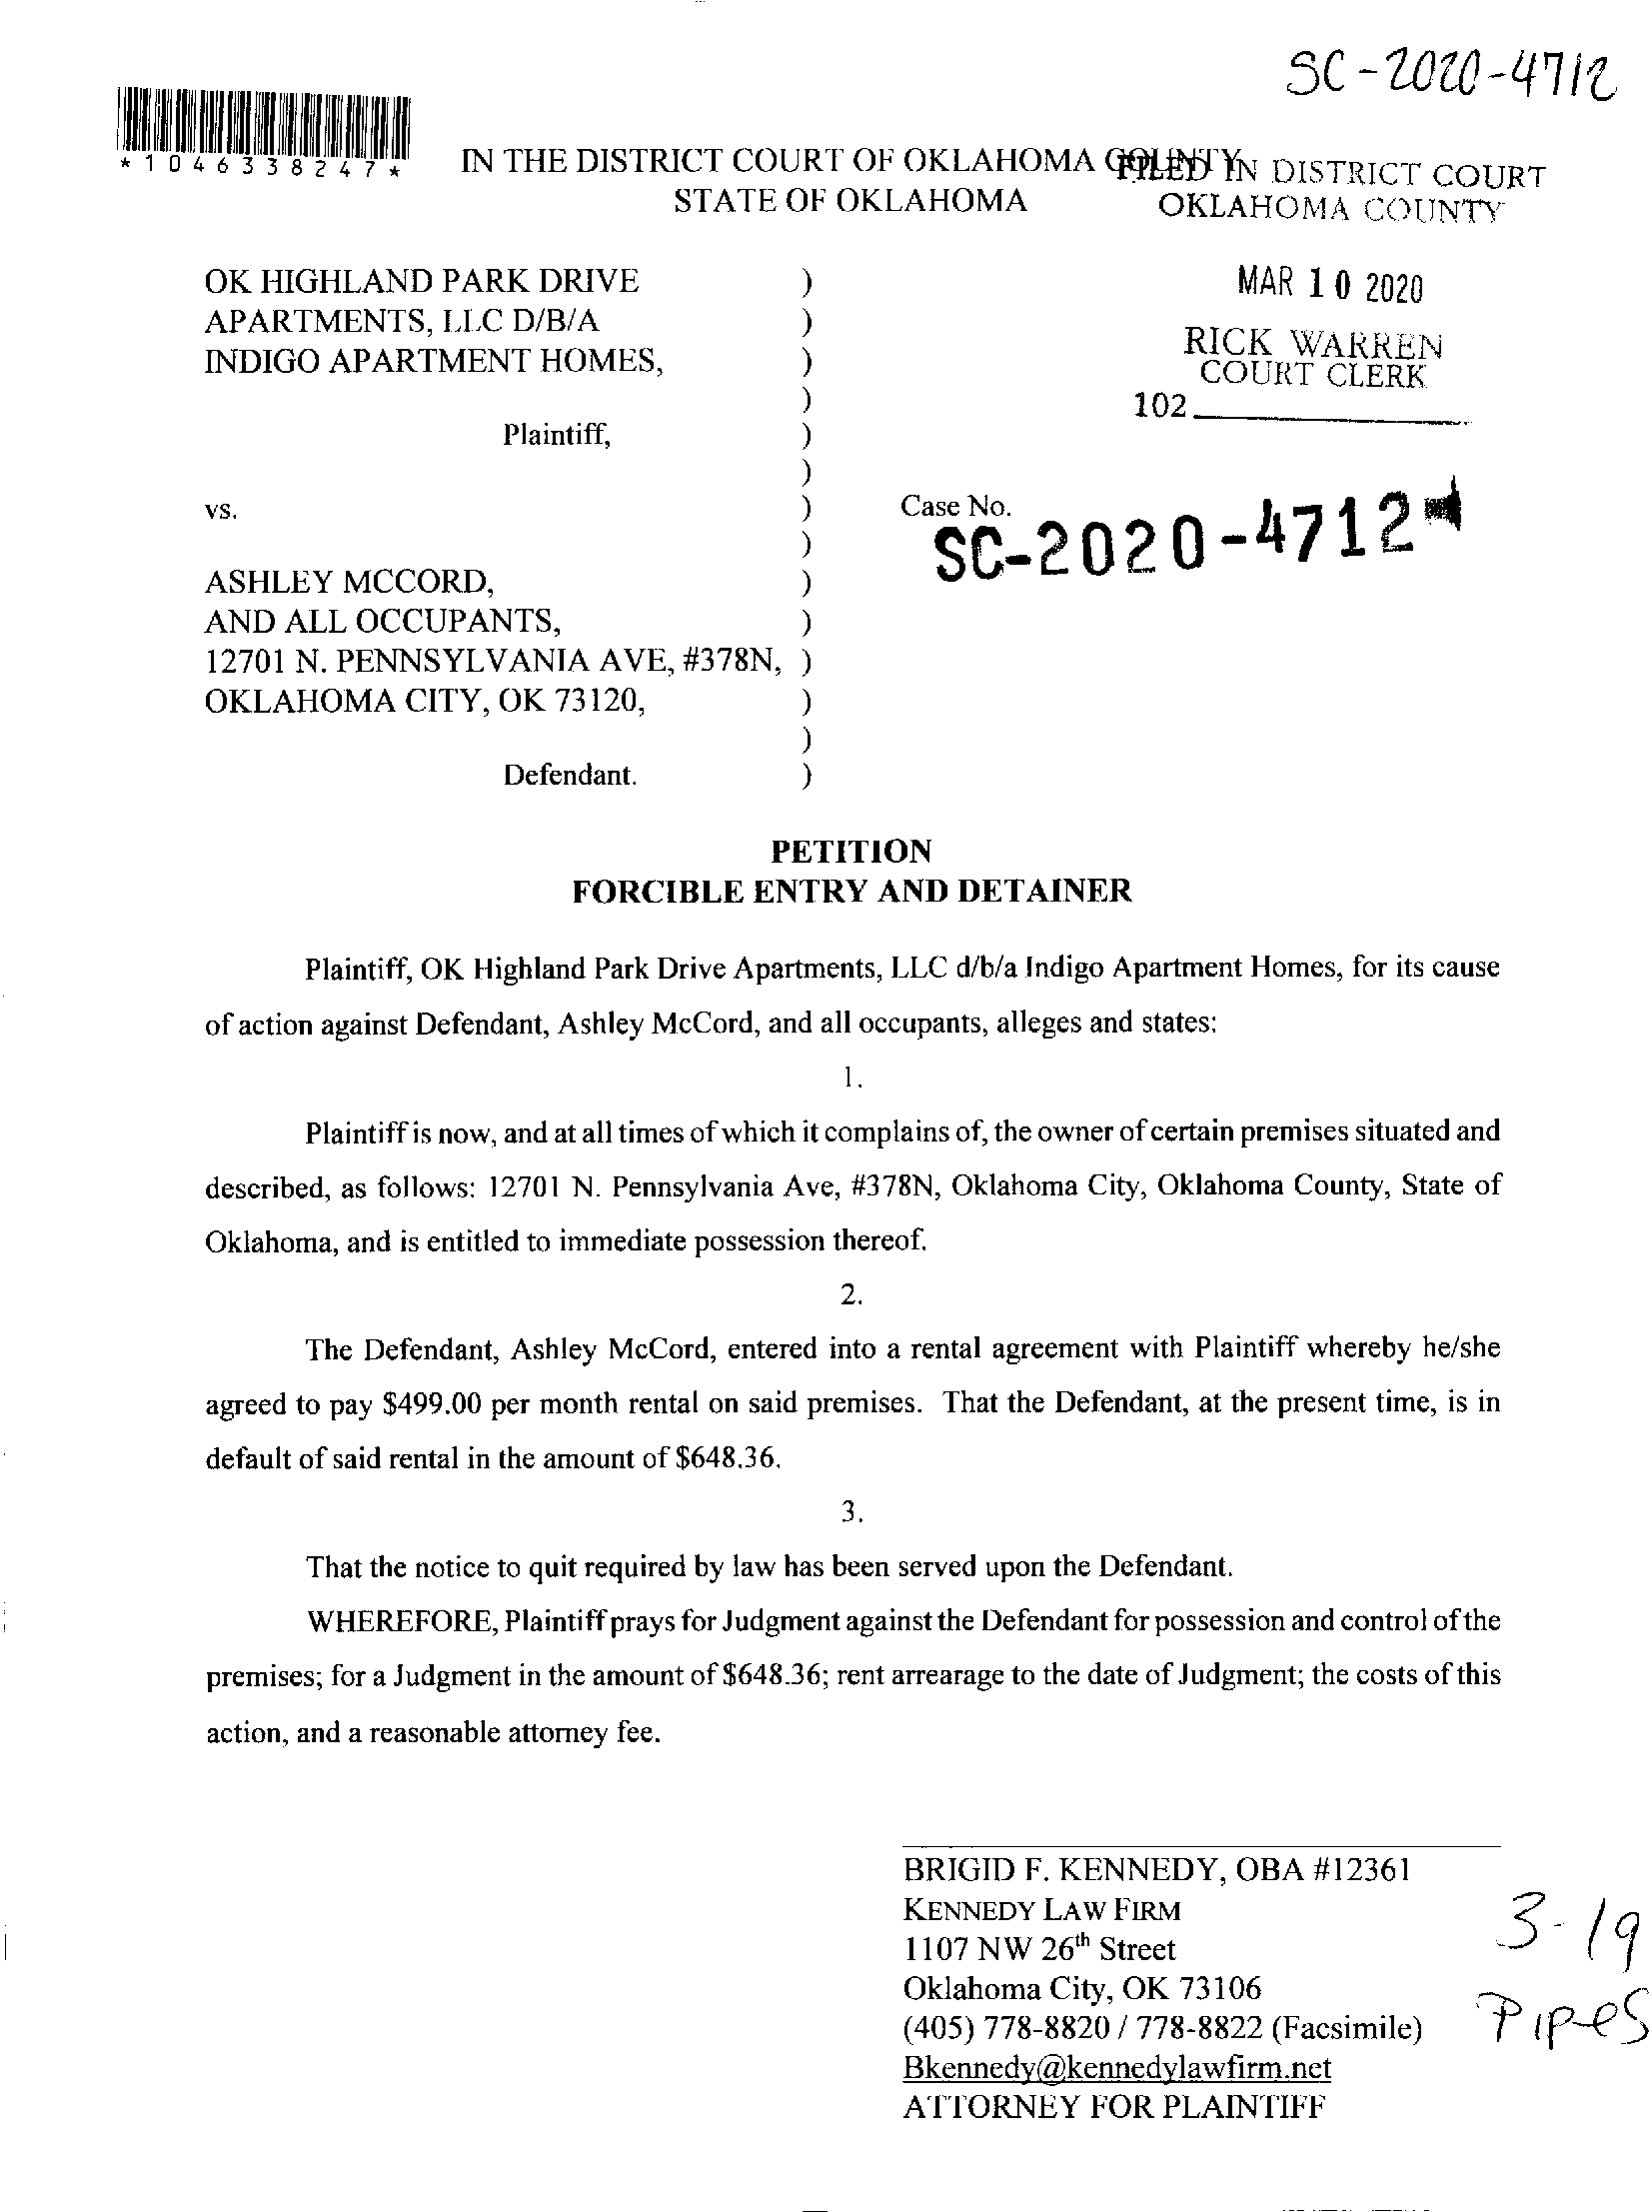 SC-2020-4712
*1046338247*
IN THE DISTRICT COURT OF OKLAHOMA COUNTY
STATE OF OKLAHOMA
FILED IN DISTRICT COURT
OKLAHOMA COUNTY
MAR 10 2020
RICK WARREN
COURT CLERK
102
OK HIGHLAND PARK DRIVE )
APARTMENTS, LLC D/B/A )
INDIGO APARTMENT HOMES, )
)
Plaintiff, )
)
vs. )
)
ASHLEY MCCORD, )
AND ALL OCCUPANTS, )
12701 N. PENNSYLVANIA AVE, #378N, )
OKLAHOMA CITY, OK 73120, )
)
Defendant. )
Case No.
SC-2020-4712
PETITION
FORCIBLE ENTRY AND DETAINER
Plaintiff, OK Highland Park Drive Apartments, LLC d/b/a Indigo Apartment Homes, for its cause
of action against Defendant, Ashley McCord, and all occupants, alleges and states:
1.
Plaintiff is now, and at all times of which it complains of, the owner of certain premises situated and
described, as follows: 12701 N. Pennsylvania Ave, #378N, Oklahoma City, Oklahoma County, State of
Oklahoma, and is entitled to immediate possession thereof.
2.
The Defendant, Ashley McCord, entered into a rental agreement with Plaintiff whereby he/she
agreed to pay $499.00 per month rental on said premises. That the Defendant, at the present time, is in
default of said rental in the amount of $648.36.
3.
That the notice to quit required by law has been served upon the Defendant.
WHEREFORE, Plaintiff prays for Judgment against the Defendant for possession and control of the
premises; for a Judgment in the amount of $648.36; rent arrearage to the date of Judgment; the costs of this
action, and a reasonable attorney fee.
BRIGID F. KENNEDY, OBA #12361
KENNEDY LAW FIRM
1107 NW 26th Street
Oklahoma City, OK 73106
(405) 778-8820 / 778-8822 (Facsimile)
Bkennedy@kennedylawfirm.net
ATTORNEY FOR PLAINTIFF
3-19
Pipes